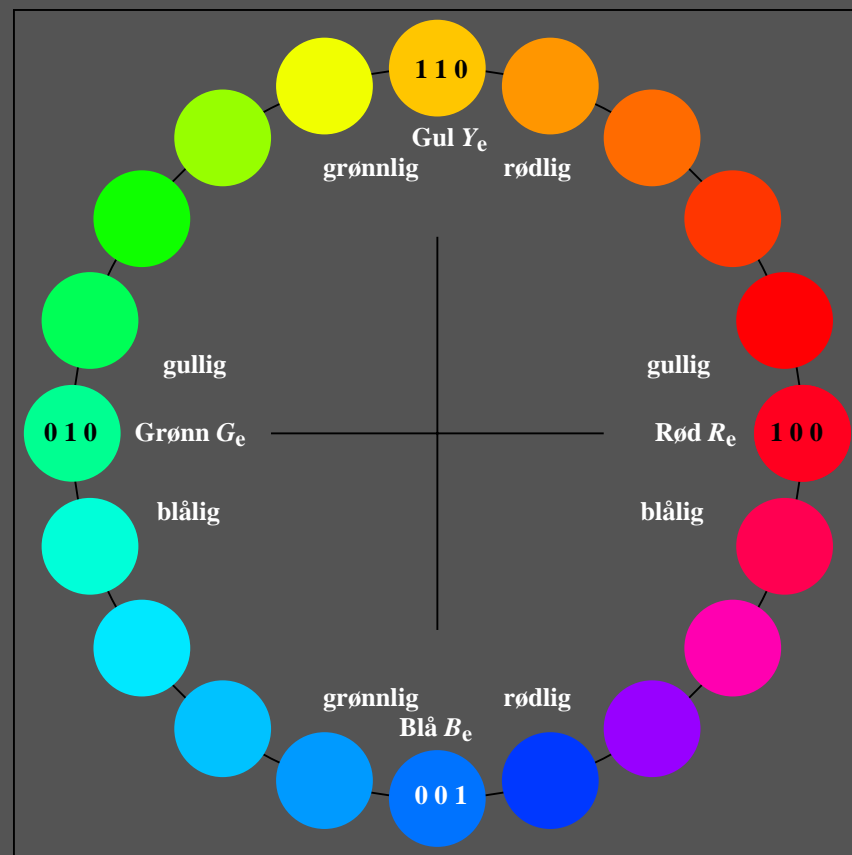 1 1 0
Gul Ye
grønnlig rødlig
gullig gullig
0 1 0 Grønn Ge Rød Re 1 0 0
blålig blålig
grønnlig rødlig
Blå Be
0 0 1